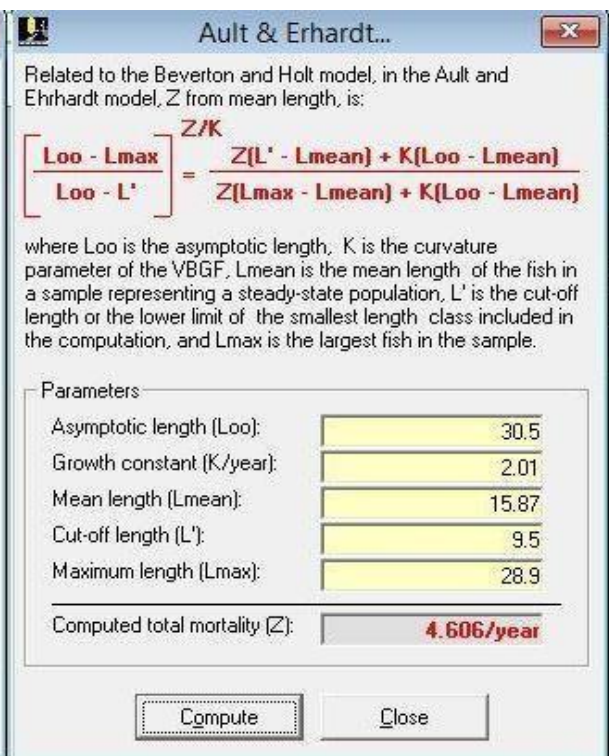 Ault & Erhardt...
Related to the Beverton and Holt model, in the Ault and
Ehrhardt model, Z from mean length, is:
Z/K
Loo - Lmax
Loo - L'
=
Z(L' - Lmean) + K(Loo - Lmean)
Z(Lmax - Lmean) + K(Loo - Lmean)
where Loo is the asymptotic length, K is the curvature
parameter of the VBGF, Lmean is the mean length of the fish in
a sample representing a steady-state population, L' is the cut-off
length or the lower limit of the smallest length class included in
the computation, and Lmax is the largest fish in the sample.
Parameters
Asymptotic length (Loo): 30.5
Growth constant (K/year): 2.01
Mean length (Lmean): 15.87
Cut-off length (L'): 9.5
Maximum length (Lmax): 28.9
Computed total mortality (Z): 4.606/year
Compute Close